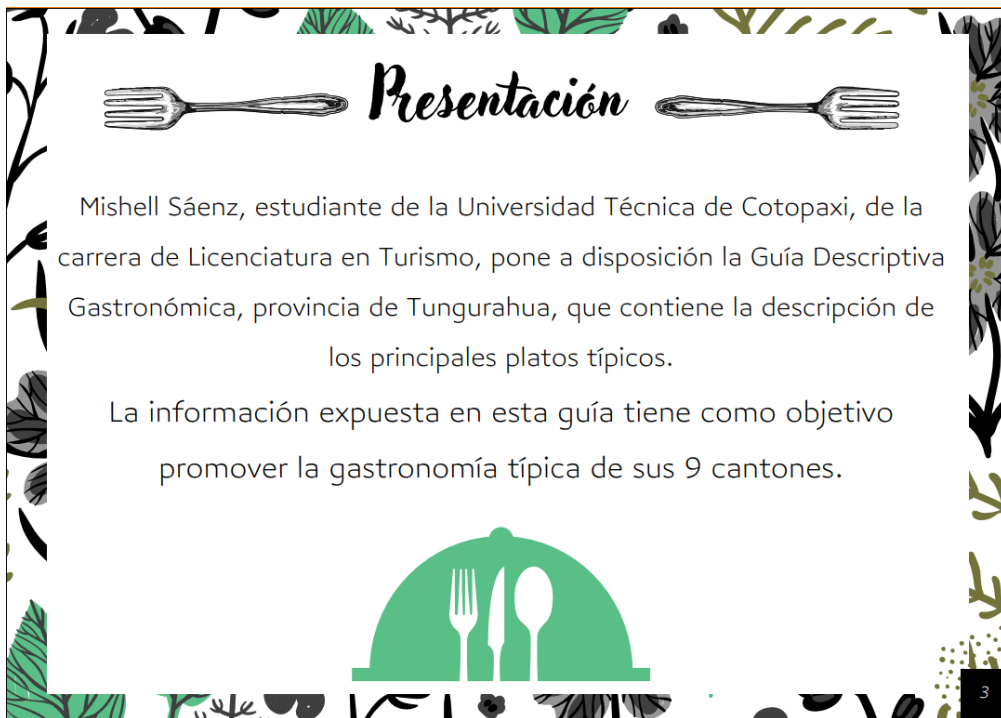 Presentación
Mishell Sáenz, estudiante de la Universidad Técnica de Cotopaxi, de la
carrera de Licenciatura en Turismo, pone a disposición la Guía Descriptiva
Gastronómica, provincia de Tungurahua, que contiene la descripción de
los principales platos típicos.
La información expuesta en esta guía tiene como objetivo
promover la gastronomía típica de sus 9 cantones.
3